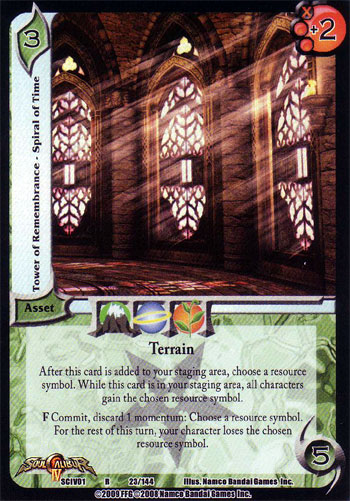 3
+2
Tower of Remembrance - Spiral of Time
Asset
Terrain
After this card is added to your staging area, choose a resource
symbol. While this card is in your staging area, all characters
gain the chosen resource symbol.
F Commit, discard 1 momentum: Choose a resource symbol.
For the rest of this turn, your character loses the chosen
resource symbol.
5
SOULCALIBUR IV
SCIV01 R 23/144 Illus. Namco Bandai Games Inc.
©2009 FFG ©2008 Namco Bandai Games Inc.